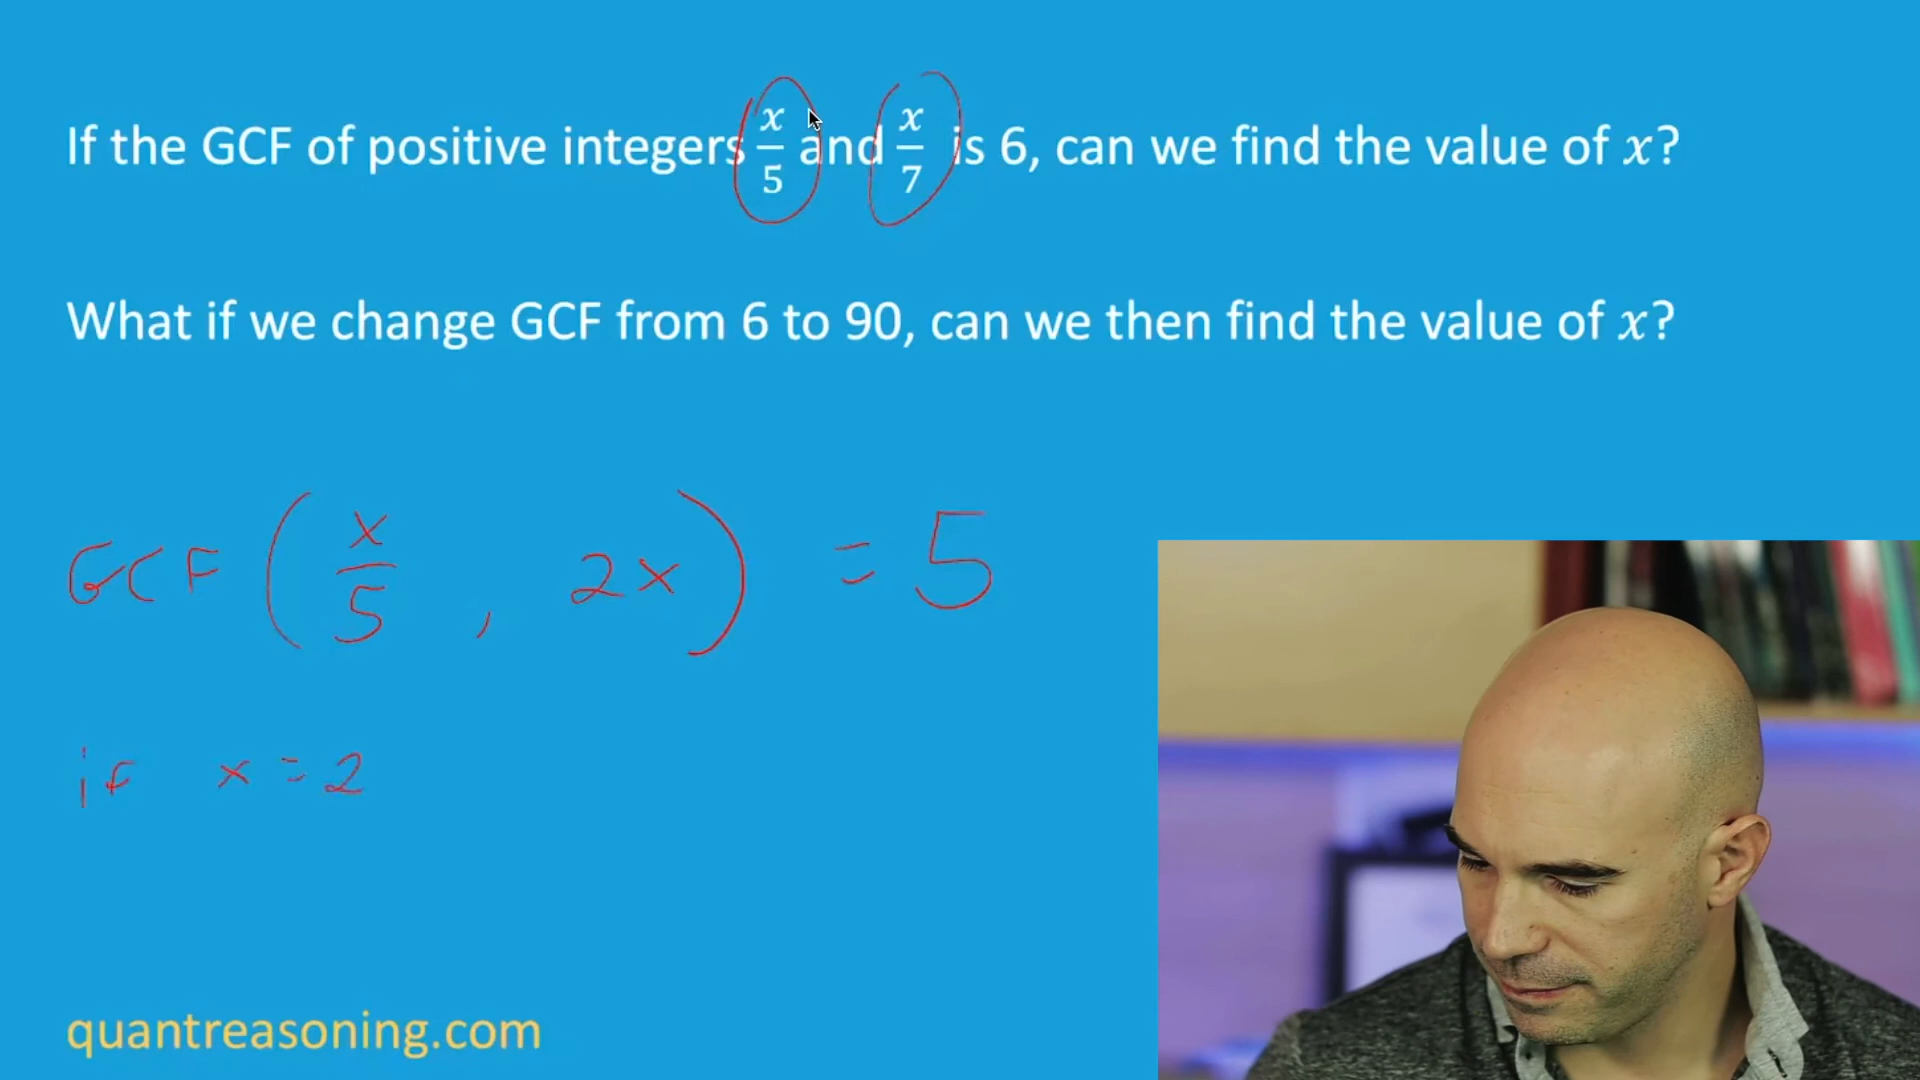 If the GCF of positive integers x/5 and x/7 is 6, can we find the value of x?
What if we change GCF from 6 to 90, can we then find the value of x?
GCF ( x/5 , 2x ) = 5
if x = 2
quantreasoning.com